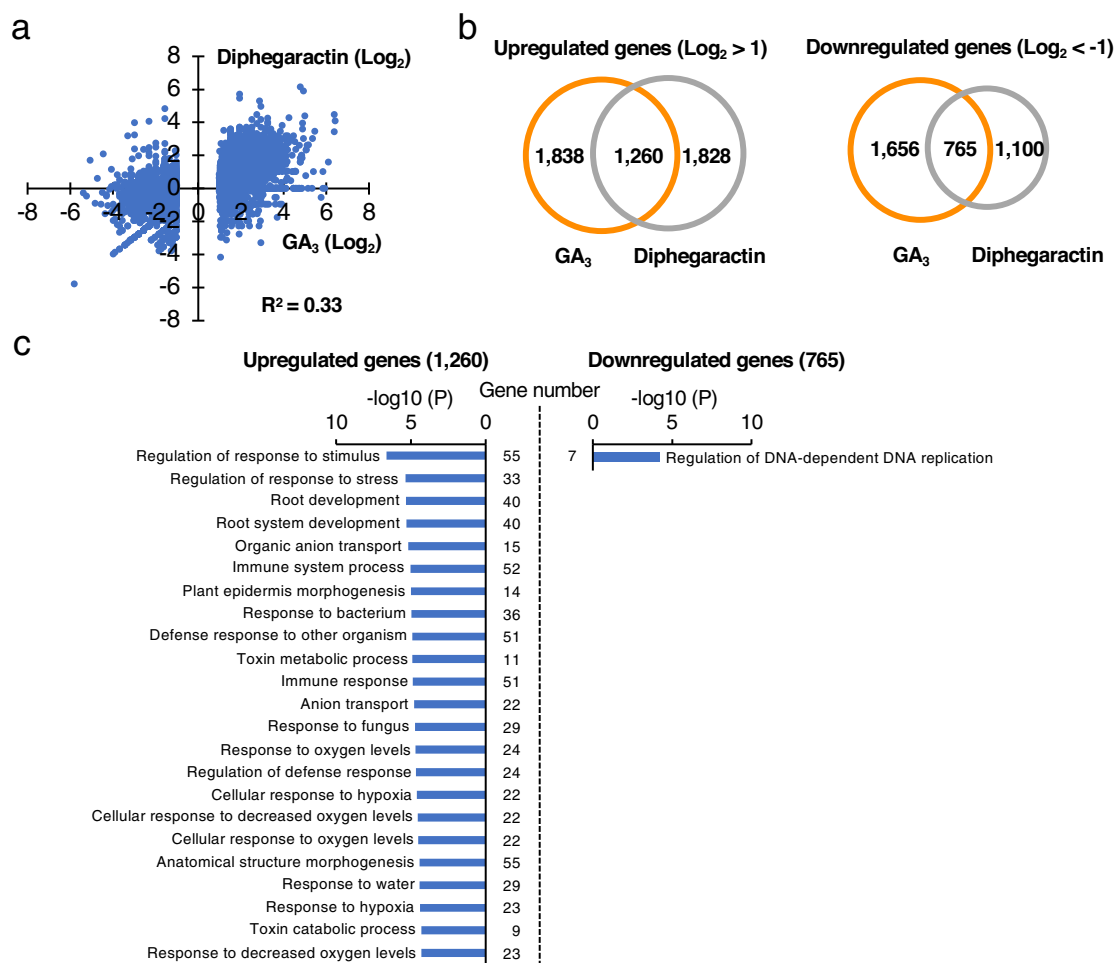 a
8
Diphegaractin (Log2)
6
4
2
0
-8 -6 -4 -2 0 2 4 6 8
-2
GA3 (Log2)
-4
-6
R2 = 0.33
-8
b
Upregulated genes (Log2 > 1)
1,838 1,260 1,828
GA3 Diphegaractin
Downregulated genes (Log2 < -1)
1,656 765 1,100
GA3 Diphegaractin
c
Upregulated genes (1,260) Downregulated genes (765)
-log10 (P) Gene number -log10 (P)
10 5 0 0 5 10
Regulation of response to stimulus 55 7 Regulation of DNA-dependent DNA replication
Regulation of response to stress 33
Root development 40
Root system development 40
Organic anion transport 15
Immune system process 52
Plant epidermis morphogenesis 14
Response to bacterium 36
Defense response to other organism 51
Toxin metabolic process 11
Immune response 51
Anion transport 22
Response to fungus 29
Response to oxygen levels 24
Regulation of defense response 24
Cellular response to hypoxia 22
Cellular response to decreased oxygen levels 22
Cellular response to oxygen levels 22
Anatomical structure morphogenesis 55
Response to water 29
Response to hypoxia 23
Toxin catabolic process 9
Response to decreased oxygen levels 23